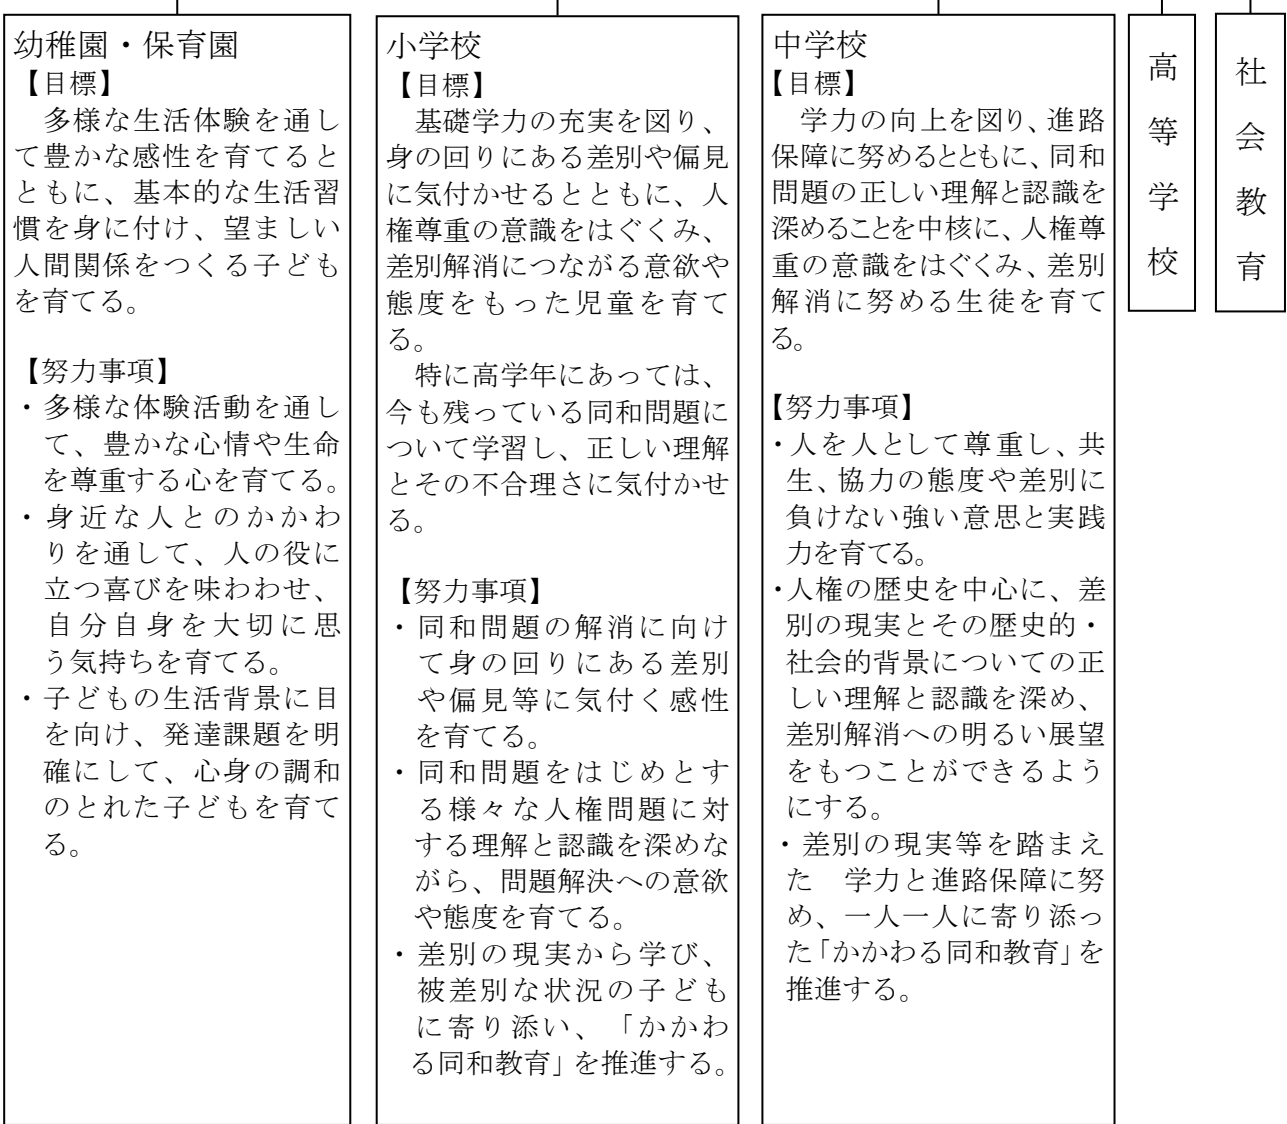 幼稚園・保育園
【目標】
　多様な生活体験を通し
て豊かな感性を育てると
ともに、基本的な生活習
慣を身に付け、望ましい
人間関係をつくる子ども
を育てる。
【努力事項】
・多様な体験活動を通し
て、豊かな心情や生命
を尊重する心を育てる。
・身近な人とのかかわ
りを通して、人の役に
立つ喜びを味わわせ、
自分自身を大切に思
う気持ちを育てる。
・子どもの生活背景に目
を向け、発達課題を明
確にして、心身の調和
のとれた子どもを育て
る。
小学校
【目標】
　基礎学力の充実を図り、
身の回りにある差別や偏見
に気付かせるとともに、人
権尊重の意識をはぐくみ、
差別解消につながる意欲や
態度をもった児童を育て
る。
　特に高学年にあっては、
今も残っている同和問題に
ついて学習し、正しい理解
とその不合理さに気付かせ
る。
【努力事項】
・同和問題の解消に向け
て身の回りにある差別
や偏見等に気付く感性
を育てる。
・同和問題をはじめとす
る様々な人権問題に対
する理解と認識を深めな
がら、問題解決への意欲
や態度を育てる。
・差別の現実から学び、
被差別な状況の子ども
に寄り添い、「かかわ
る同和教育」を推進する。
中学校
【目標】
　学力の向上を図り、進路
保障に努めるとともに、同和
問題の正しい理解と認識を
深めることを中核に、人権尊
重の意識をはぐくみ、差別
解消に努める生徒を育て
る。
【努力事項】
・人を人として尊重し、共
生、協力の態度や差別に
負けない強い意思と実践
力を育てる。
・人権の歴史を中心に、差
別の現実とその歴史的・
社会的背景についての正
しい理解と認識を深め、
差別解消への明るい展望
をもつことができるよう
にする。
・差別の現実等を踏まえ
た　学力と進路保障に努
め、一人一人に寄り添っ
た「かかわる同和教育」を
推進する。
高等学校
社会教育